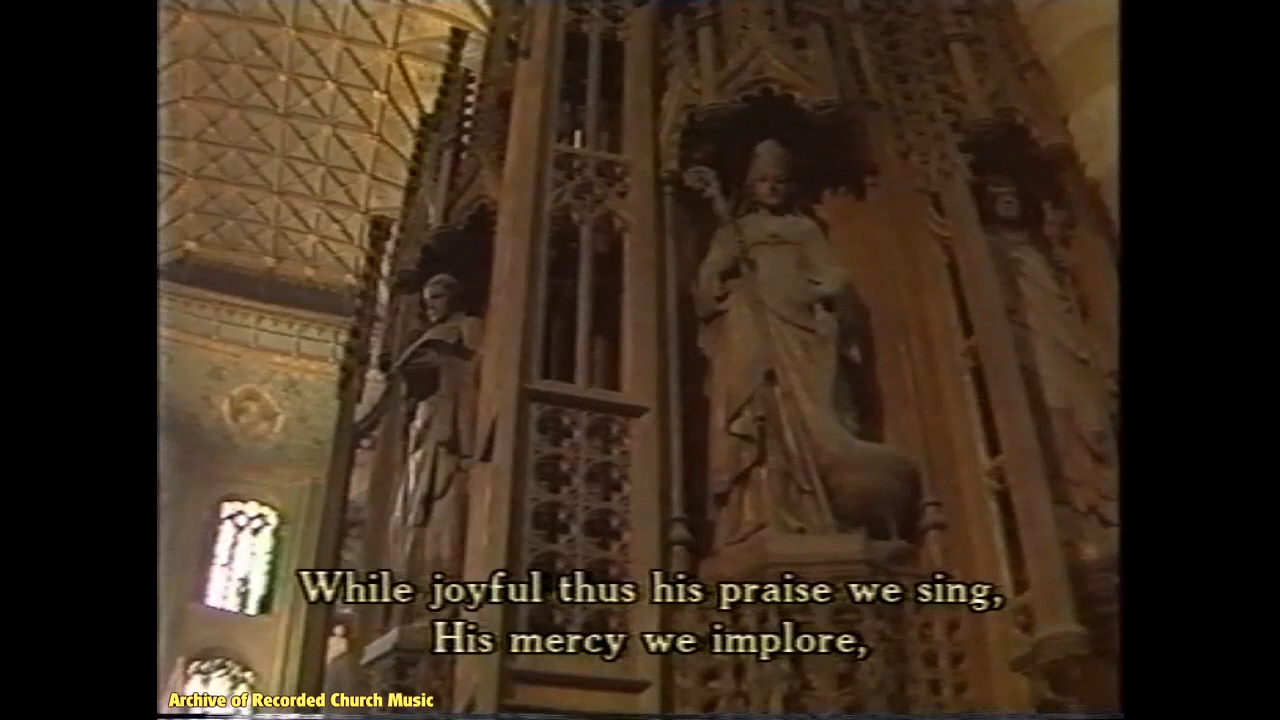 While joyful thus his praise we sing,
His mercy we implore,
Archive of Recorded Church Music